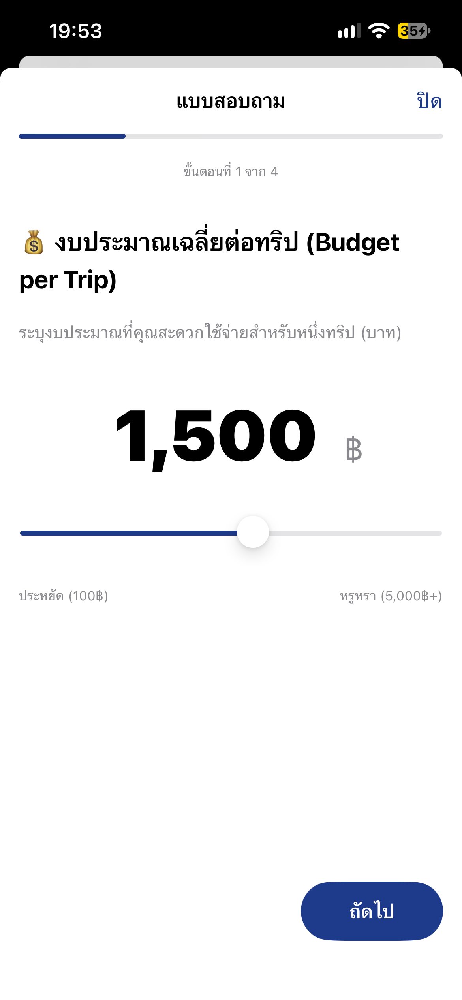 19:53
35
แบบสอบถาม
ปิด
ขั้นตอนที่ 1 จาก 4
💰 งบประมาณเฉลี่ยต่อทริป (Budget
per Trip)
ระบุงบประมาณที่คุณสะดวกใช้จ่ายสำหรับหนึ่งทริป (บาท)
1,500 ฿
ประหยัด (100฿)
หรูหรา (5,000฿+)
ถัดไป